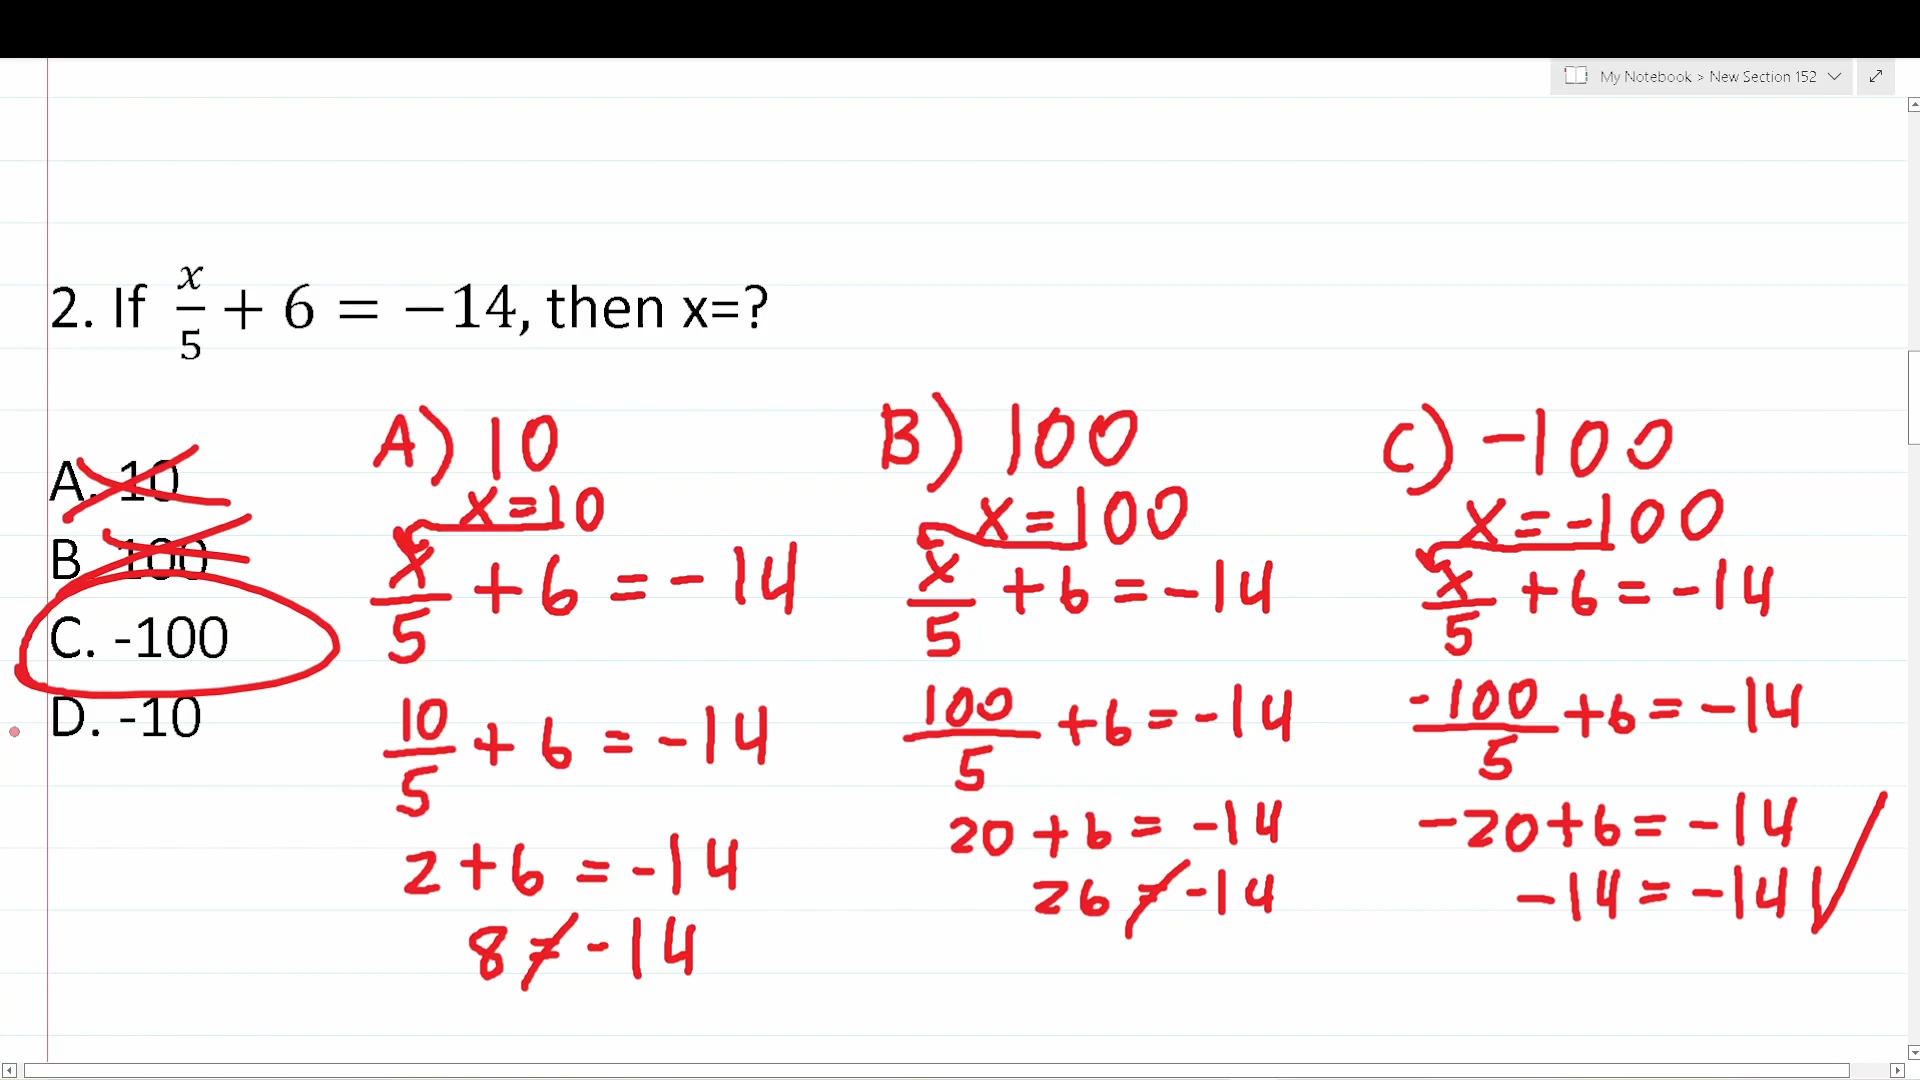 My Notebook > New Section 152
2. If x/5 + 6 = −14, then x=?
A. 10
B. 100
C. -100
D. -10
A) 10
x = 10
x/5 + 6 = -14
10/5 + 6 = -14
2 + 6 = -14
8 ≠ -14
B) 100
x = 100
x/5 + 6 = -14
100/5 + 6 = -14
20 + 6 = -14
26 ≠ -14
C) -100
x = -100
x/5 + 6 = -14
-100/5 + 6 = -14
-20 + 6 = -14
-14 = -14 ✓